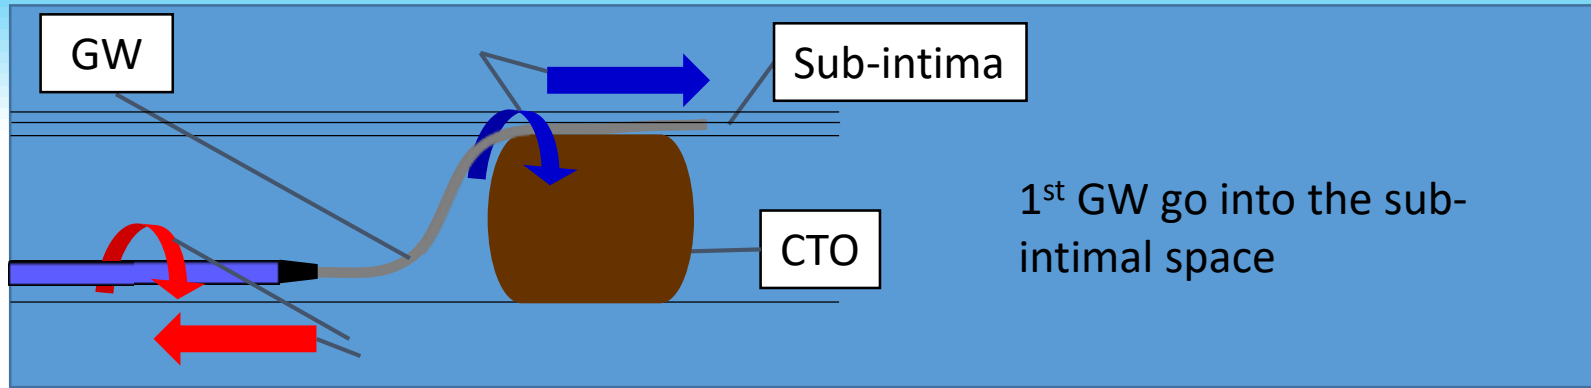 GW
Sub-intima
1st GW go into the sub-
intimal space
CTO